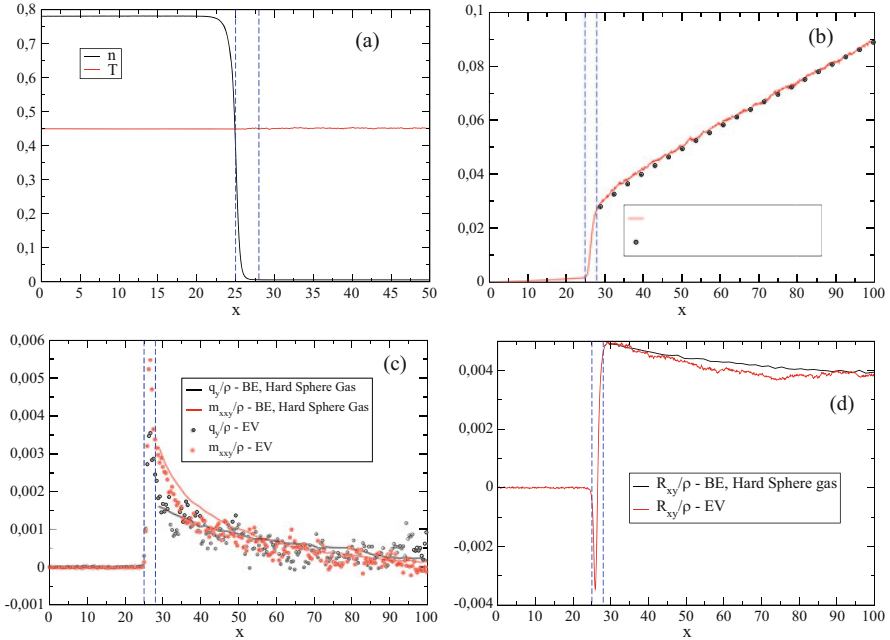 0,8
0,7
0,6
0,5
0,4
0,3
0,2
0,1
0
n
T
(a)
0 5 10 15 20 25 30 35 40 45 50
x
0,1
0,08
0,06
0,04
0,02
0
(b)
0 10 20 30 40 50 60 70 80 90 100
x
0,006
0,005
0,004
0,003
0,002
0,001
0
-0,001
(c)
q_y/ρ - BE, Hard Sphere Gas
m_xxy/ρ - BE, Hard Sphere Gas
q_y/ρ - EV
m_xxy/ρ - EV
0 10 20 30 40 50 60 70 80 90 100
x
0,004
0,002
0
-0,002
-0,004
(d)
R_xy/ρ - BE, Hard Sphere gas
R_xy/ρ - EV
0 10 20 30 40 50 60 70 80 90 100
x